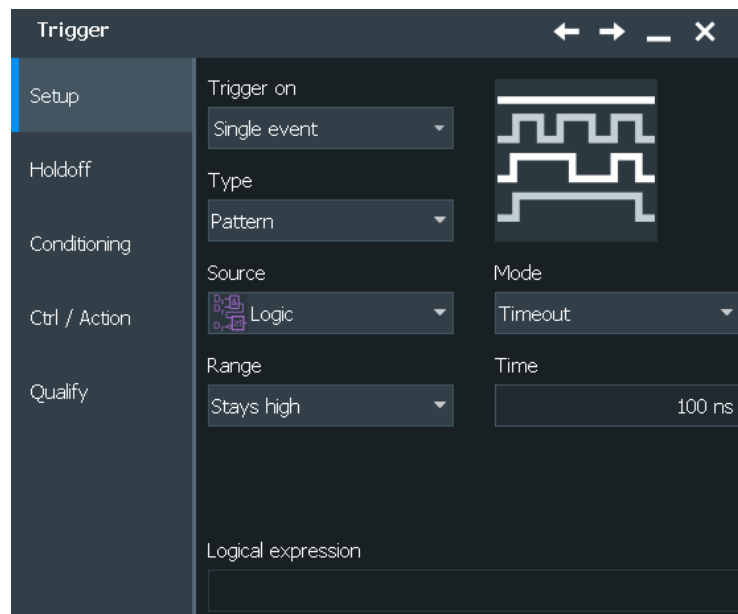 Trigger
Setup
Holdoff
Conditioning
Ctrl / Action
Qualify
Trigger on
Single event
Type
Pattern
Source
Logic
Mode
Timeout
Range
Stays high
Time
100 ns
Logical expression